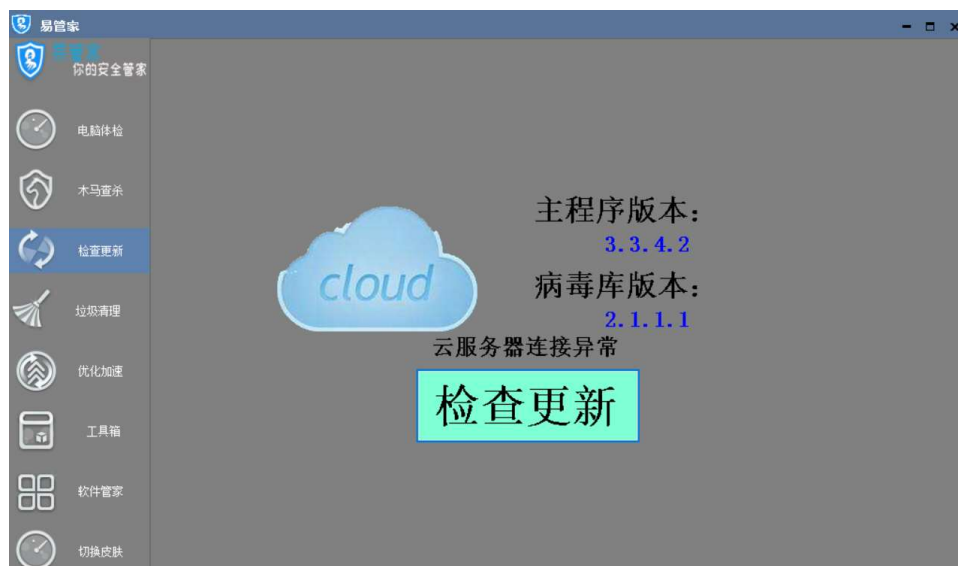 易管家
你的安全管家
电脑体检
木马查杀
检查更新
垃圾清理
优化加速
工具箱
软件管家
切换皮肤
cloud
主程序版本：
3.3.4.2
病毒库版本：
2.1.1.1
云服务器连接异常
检查更新